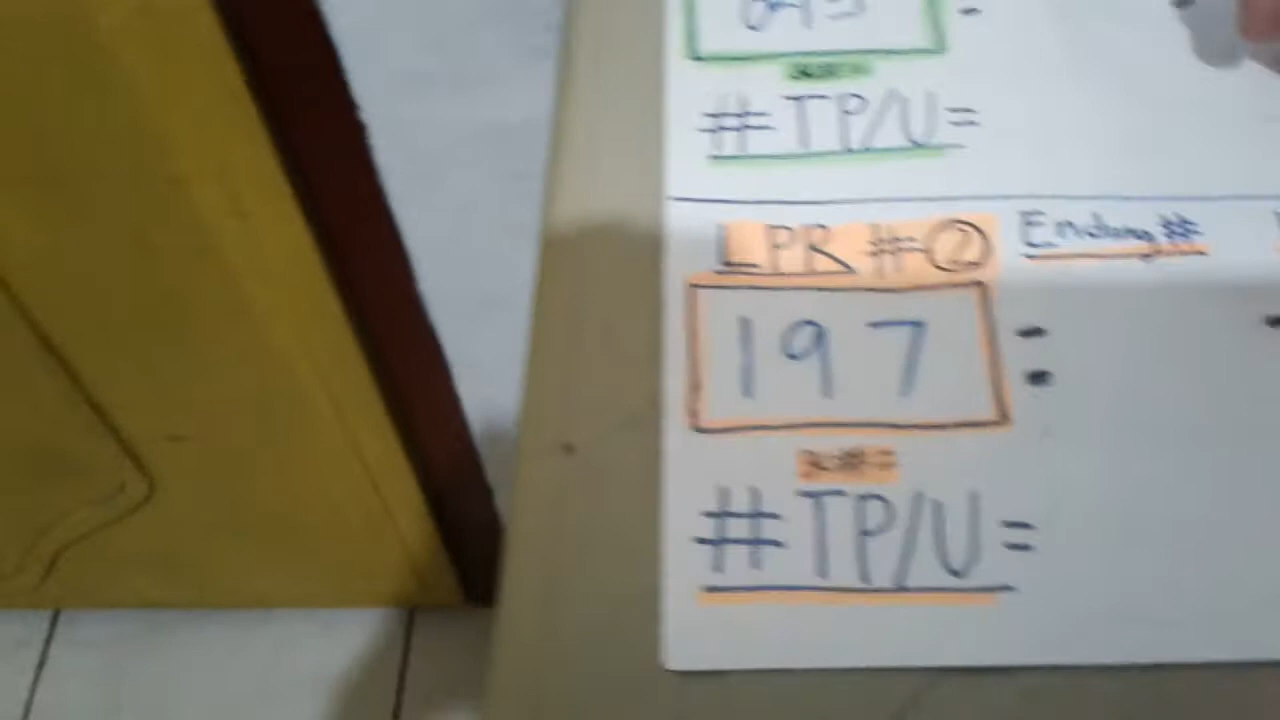 # TP/U =
LPR # = ② Ending #
197
# TP/U =